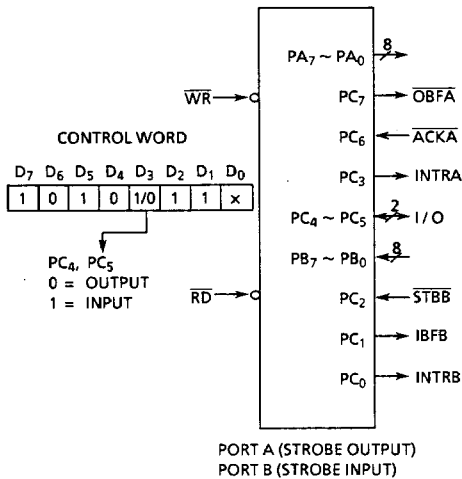 PA7 ~ PA0 8
WR PC7 OBFA
PC6 ACKA
CONTROL WORD
D7 D6 D5 D4 D3 D2 D1 D0
1 0 1 0 1/0 1 1 x
PC3 INTRA
PC4 ~ PC5 2 I/O
PC4, PC5
0 = OUTPUT
1 = INPUT
PB7 ~ PB0 8
RD PC2 STBB
PC1 IBFB
PC0 INTRB
PORT A (STROBE OUTPUT)
PORT B (STROBE INPUT)